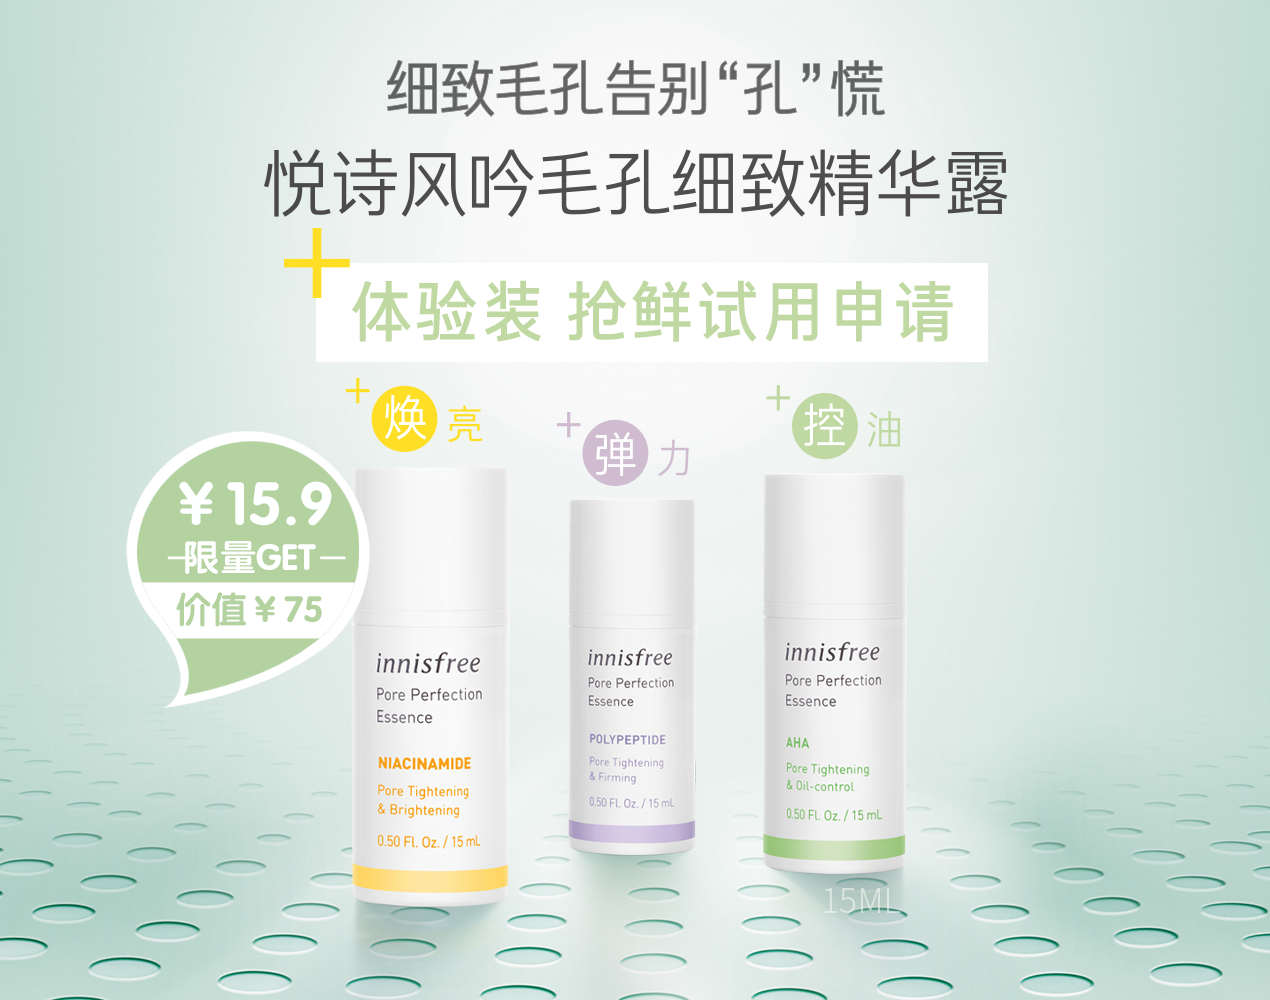 细致毛孔告别“孔”慌
悦诗风吟毛孔细致精华露
体验装 抢鲜试用申请
焕亮
弹力
控油
¥15.9
限量GET
价值¥75
innisfree
Pore Perfection
Essence
NIACINAMIDE
Pore Tightening
& Brightening
0.50 Fl. Oz. / 15 mL
innisfree
Pore Perfection
Essence
POLYPEPTIDE
Pore Tightening
& Firming
0.50 Fl. Oz. / 15 mL
innisfree
Pore Perfection
Essence
AHA
Pore Tightening
& Oil-control
0.50 Fl. Oz. / 15 mL
15ML